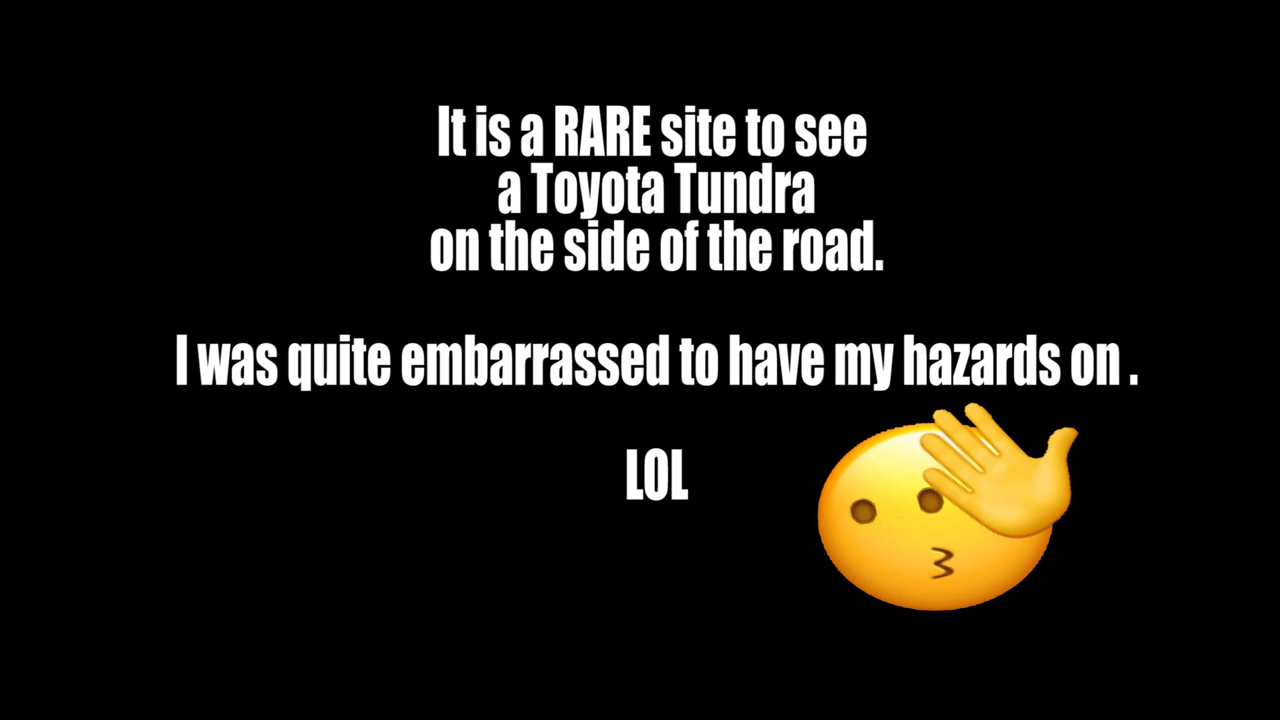 It is a RARE site to see
a Toyota Tundra
on the side of the road.
I was quite embarrassed to have my hazards on .
LOL